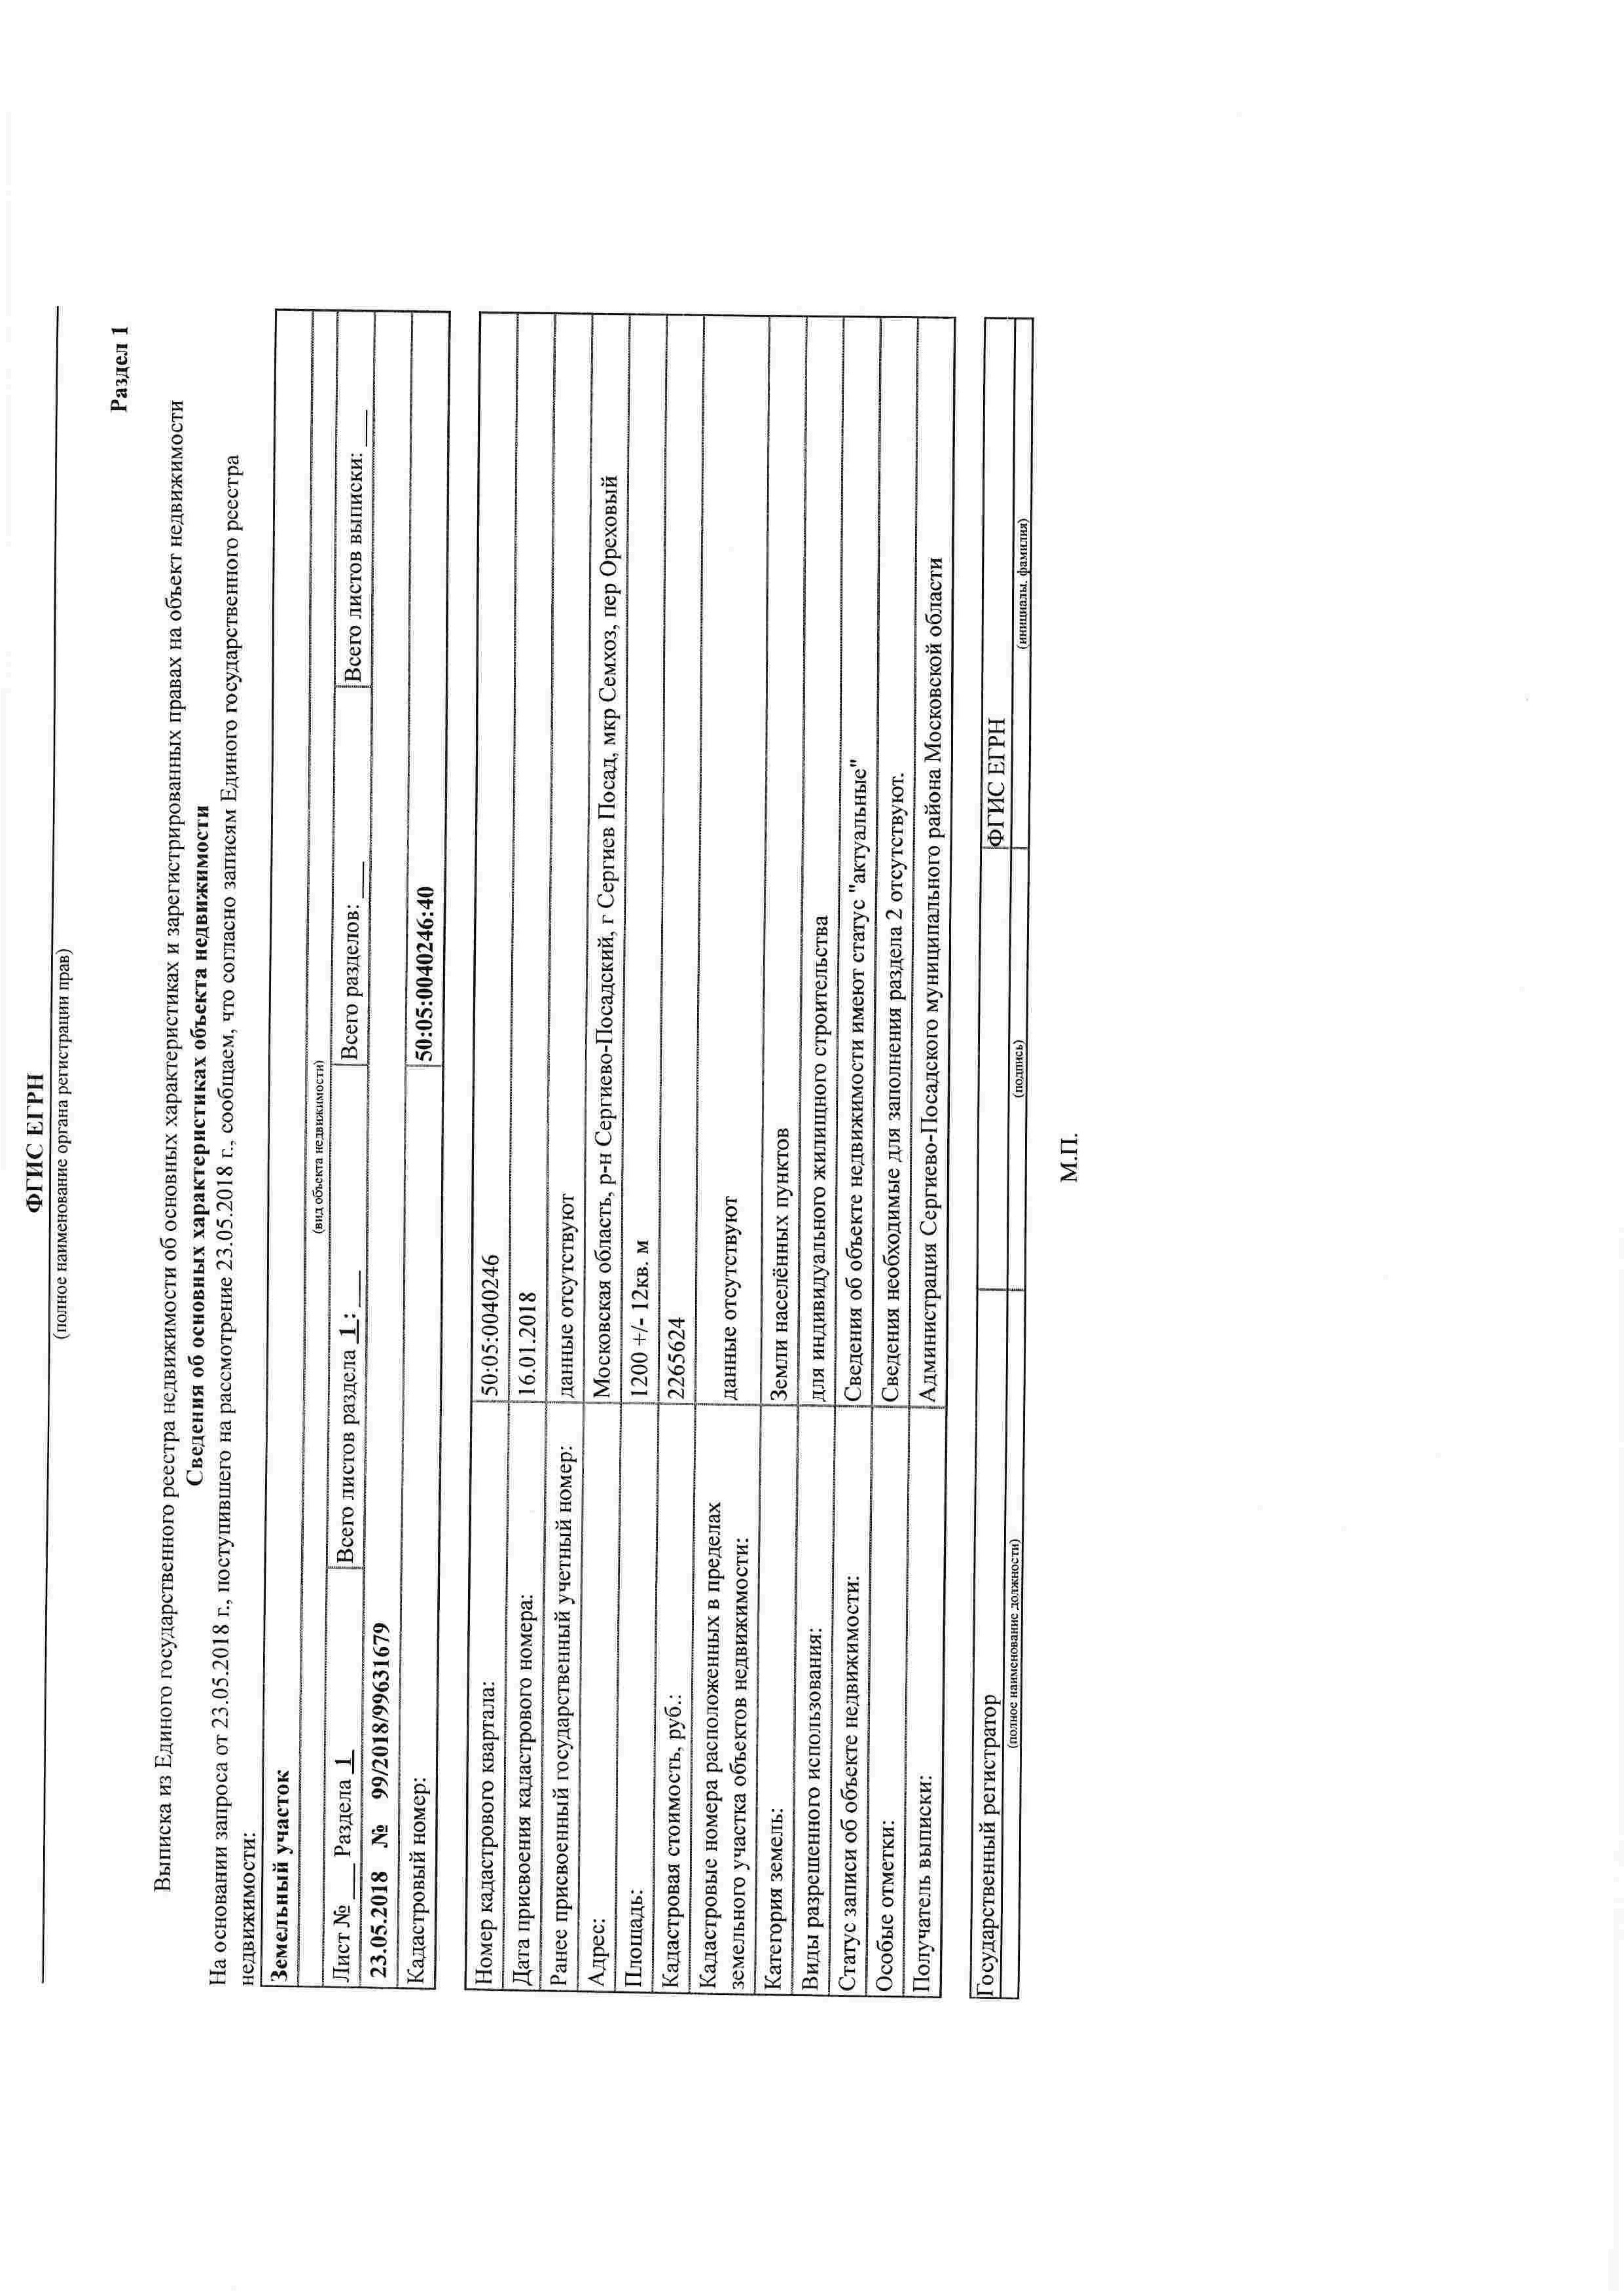 ФГИС ЕГРН
(полное наименование органа регистрации прав)
Раздел 1
Выписка из Единого государственного реестра недвижимости об основных характеристиках и зарегистрированных правах на объект недвижимости
Сведения об основных характеристиках объекта недвижимости
На основании запроса от 23.05.2018 г., поступившего на рассмотрение 23.05.2018 г., сообщаем, что согласно записям Единого государственного реестра
недвижимости:
Земельный участок
(вид объекта недвижимости)
Лист № ___ Раздела 1 Всего листов раздела 1 : ___ Всего разделов: ___ Всего листов выписки: ___
23.05.2018 № 99/2018/99631679
Кадастровый номер: 50:05:0040246:40
Номер кадастрового квартала: 50:05:0040246
Дата присвоения кадастрового номера: 16.01.2018
Ранее присвоенный государственный учетный номер: данные отсутствуют
Адрес: Московская область, р-н Сергиево-Посадский, г Сергиев Посад, мкр Семхоз, пер Ореховый
Площадь: 1200 +/- 12кв. м
Кадастровая стоимость, руб.: 2265624
Кадастровые номера расположенных в пределах
земельного участка объектов недвижимости: данные отсутствуют
Категория земель: Земли населённых пунктов
Виды разрешенного использования: для индивидуального жилищного строительства
Статус записи об объекте недвижимости: Сведения об объекте недвижимости имеют статус "актуальные"
Особые отметки: Сведения необходимые для заполнения раздела 2 отсутствуют.
Получатель выписки: Администрация Сергиево-Посадского муниципального района Московской области
Государственный регистратор ФГИС ЕГРН
(полное наименование должности) (подпись) (инициалы, фамилия)
М.П.